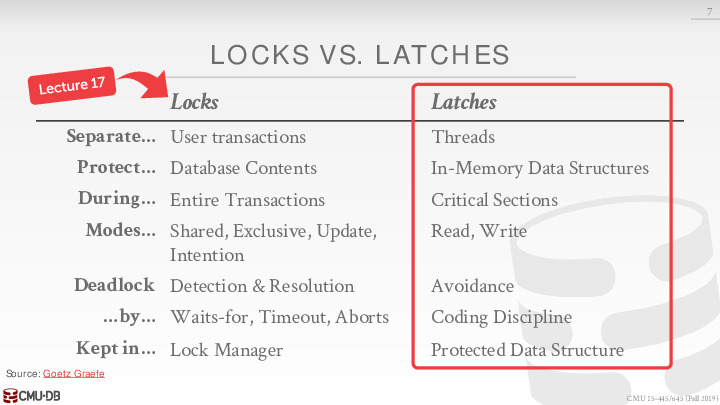 7
LOCKS VS. LATCHES
Lecture 17
Locks Latches
Separate... User transactions Threads
Protect... Database Contents In-Memory Data Structures
During... Entire Transactions Critical Sections
Modes... Shared, Exclusive, Update, Read, Write
Intention
Deadlock Detection & Resolution Avoidance
...by... Waits-for, Timeout, Aborts Coding Discipline
Kept in... Lock Manager Protected Data Structure
Source: Goetz Graefe
CMU·DB
CMU 15-445/645 (Fall 2019)